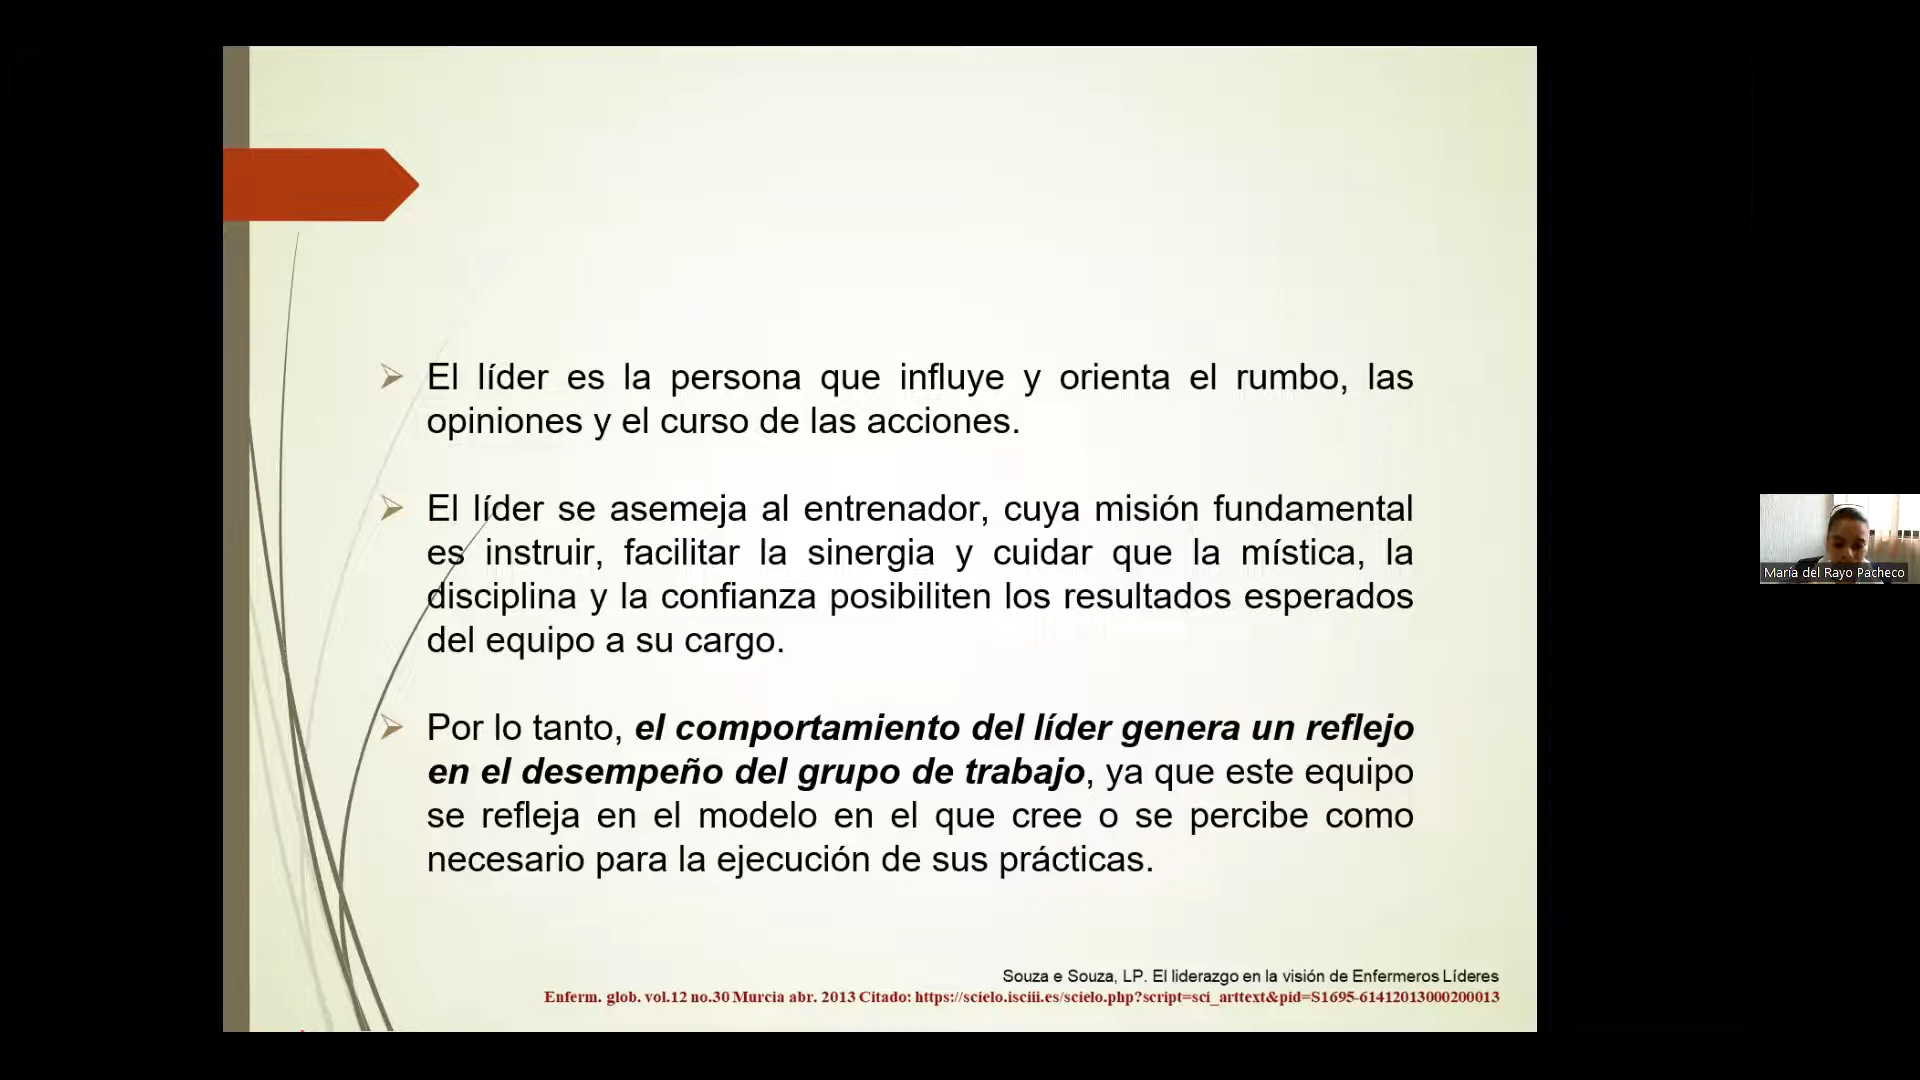 El líder es la persona que influye y orienta el rumbo, las
opiniones y el curso de las acciones.
El líder se asemeja al entrenador, cuya misión fundamental
es instruir, facilitar la sinergia y cuidar que la mística, la
disciplina y la confianza posibiliten los resultados esperados
del equipo a su cargo.
Por lo tanto, el comportamiento del líder genera un reflejo
en el desempeño del grupo de trabajo, ya que este equipo
se refleja en el modelo en el que cree o se percibe como
necesario para la ejecución de sus prácticas.
Souza e Souza, LP. El liderazgo en la visión de Enfermeros Líderes
Enferm. glob. vol.12 no.30 Murcia abr. 2013 Citado: https://scielo.isciii.es/scielo.php?script=sci_arttext&pid=S1695-61412013000200013
María del Rayo Pacheco